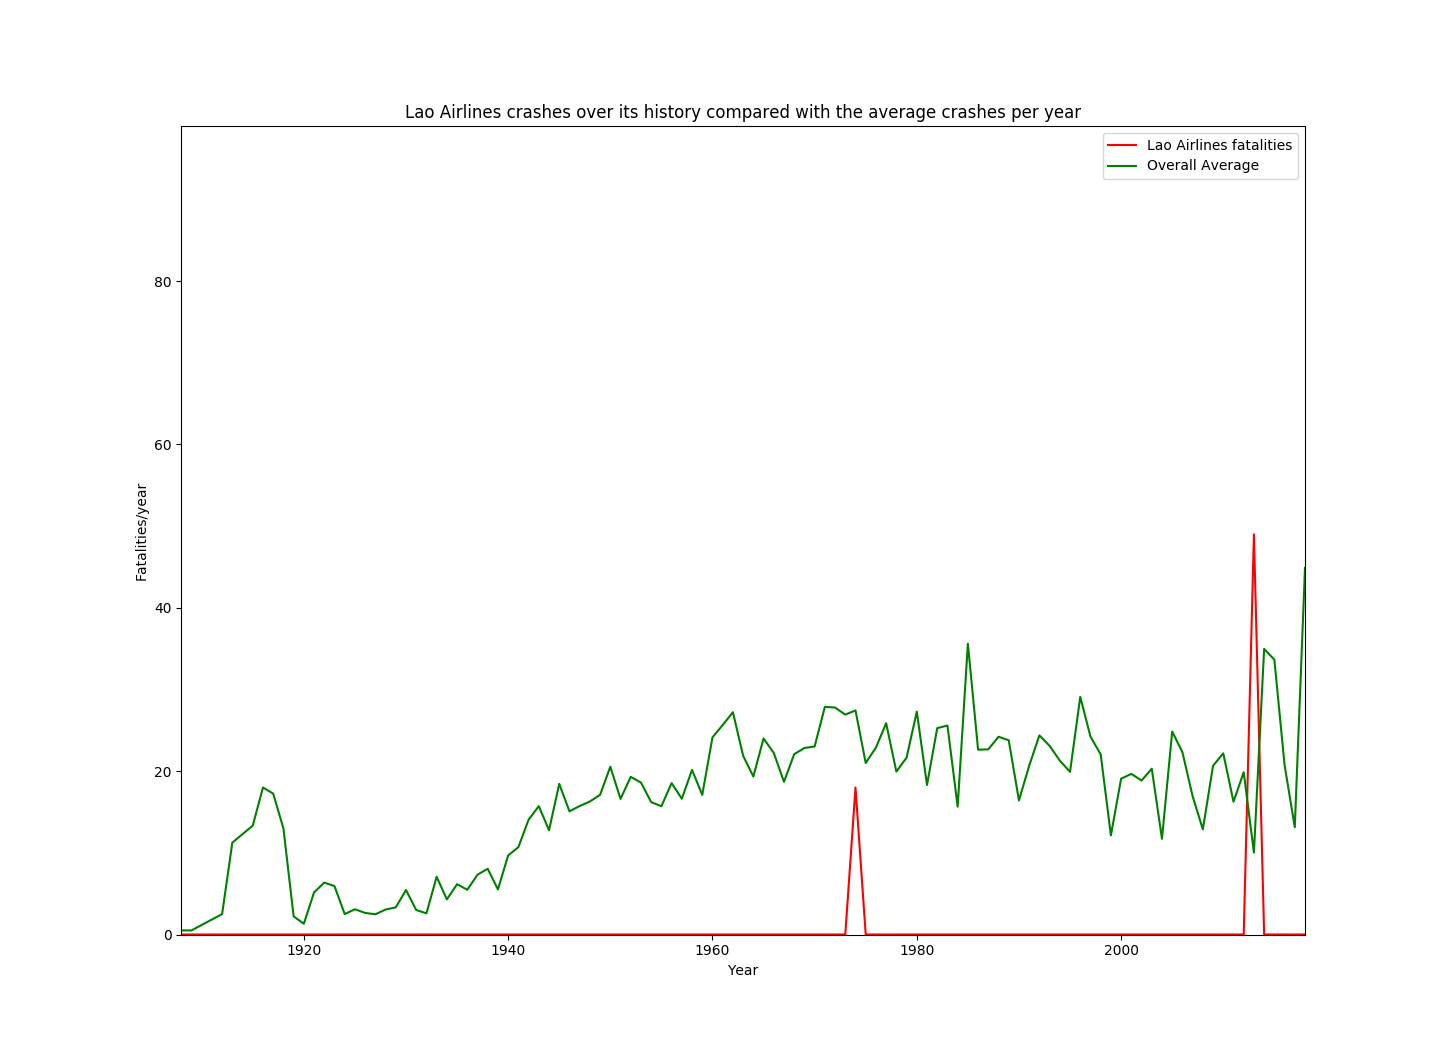 Lao Airlines crashes over its history compared with the average crashes per year
Lao Airlines fatalities
Overall Average
80
60
40
20
0
Fatalities/year
1920 1940 1960 1980 2000
Year